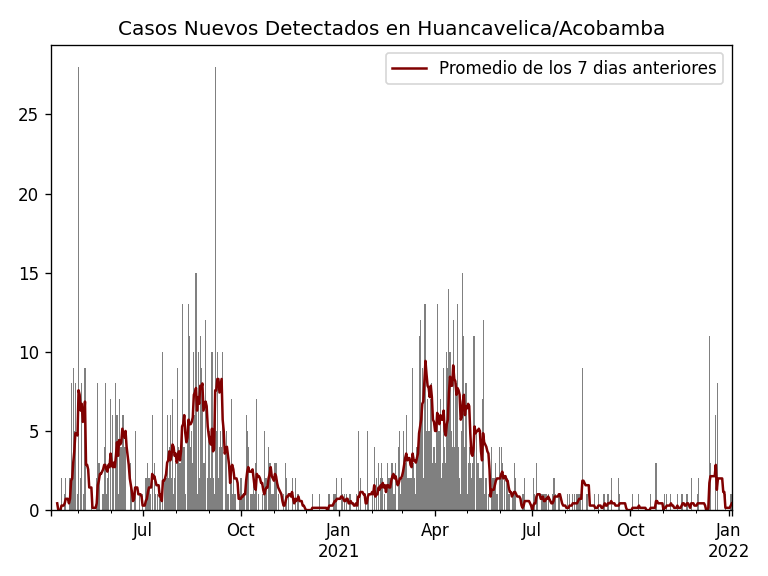 Casos Nuevos Detectados en Huancavelica/Acobamba
Promedio de los 7 dias anteriores
25
20
15
10
5
0
Jul
Oct
Jan
2021
Apr
Jul
Oct
Jan
2022